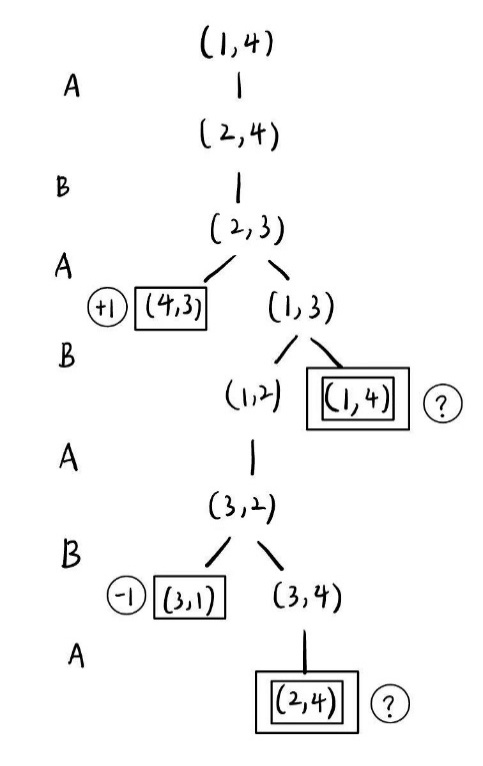 (1,4)
A
(2,4)
B
(2,3)
A
+1 (4,3) (1,3)
B
(1,2) (1,4) ?
A
(3,2)
B
-1 (3,1) (3,4)
A
(2,4) ?